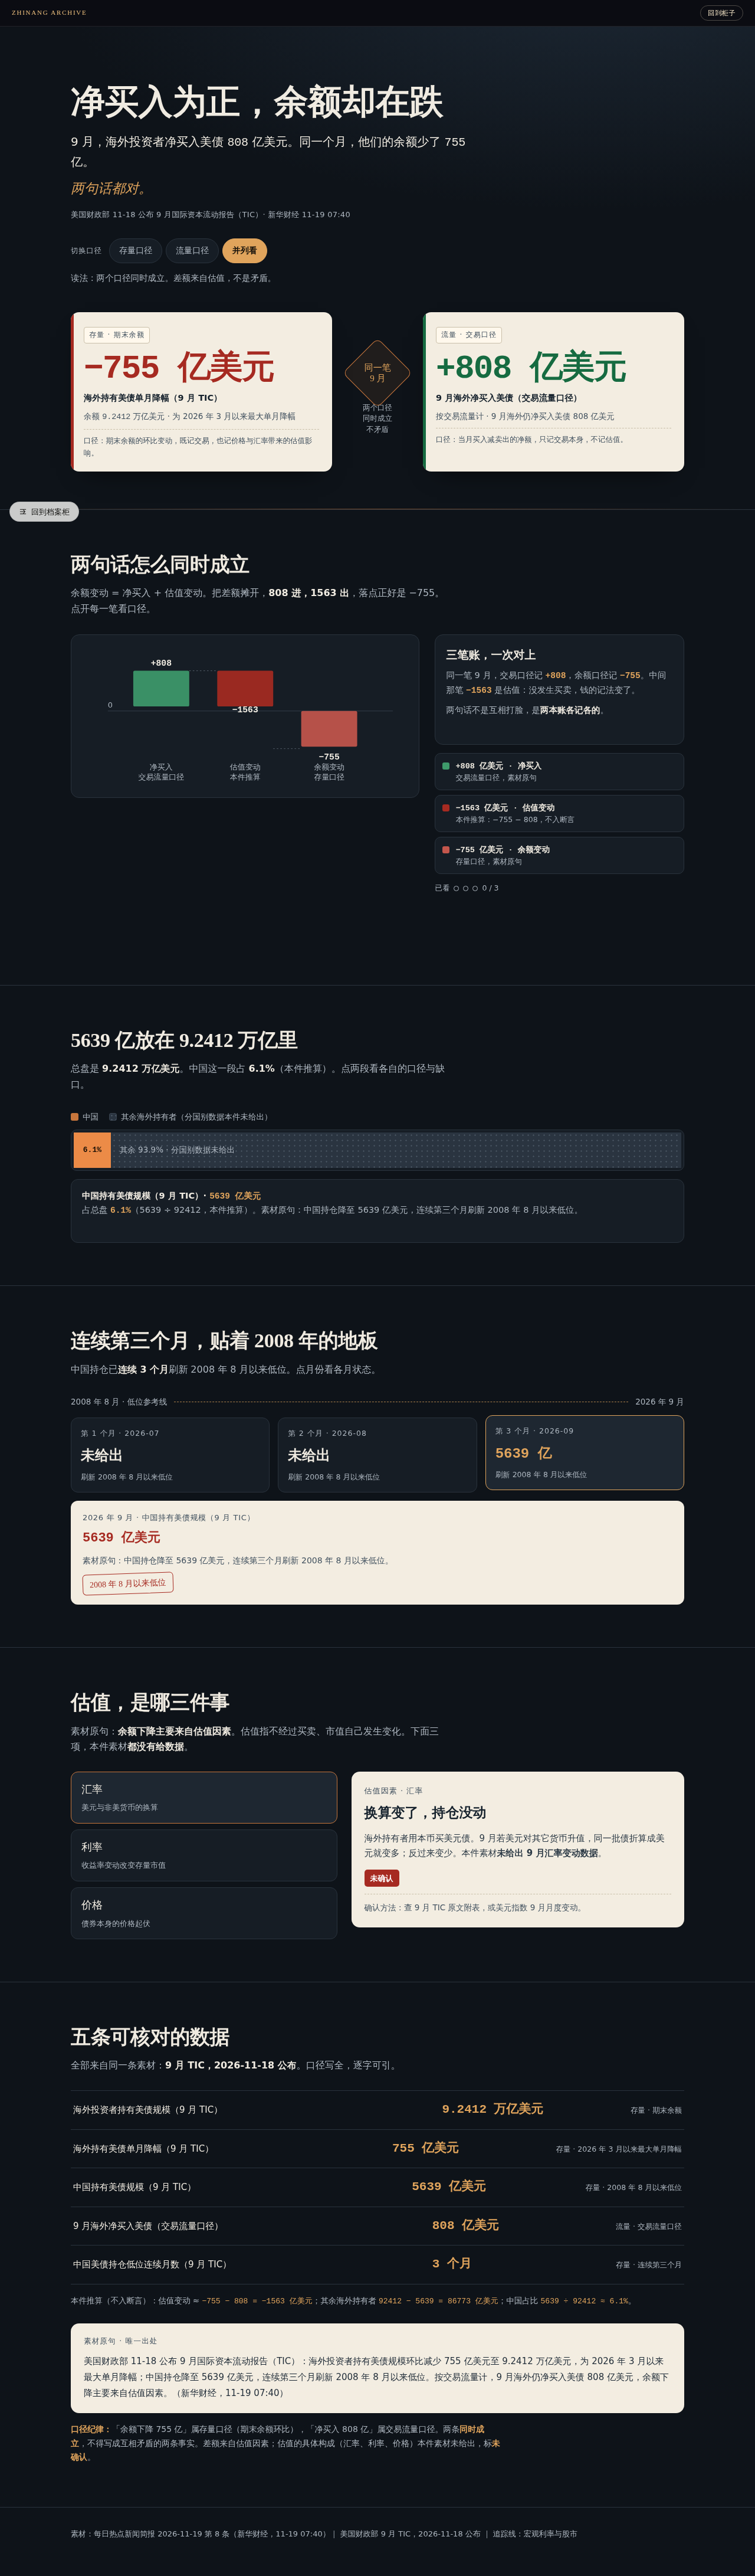 ZHINANG ARCHIVE
回到柜子
净买入为正，余额却在跌
9 月，海外投资者净买入美债 808 亿美元。同一个月，他们的余额少了 755
亿。
两句话都对。
美国财政部 11-18 公布 9 月国际资本流动报告（TIC）· 新华财经 11-19 07:40
切换口径
存量口径
流量口径
并列看
读法：两个口径同时成立。差额来自估值，不是矛盾。
存量 · 期末余额
−755 亿美元
海外持有美债单月降幅（9 月 TIC）
余额 9.2412 万亿美元 · 为 2026 年 3 月以来最大单月降幅
口径：期末余额的环比变动，既记交易，也记价格与汇率带来的估值影
响。
同一笔
9 月
两个口径
同时成立
不矛盾
流量 · 交易口径
+808 亿美元
9 月海外净买入美债（交易流量口径）
按交易流量计 · 9 月海外仍净买入美债 808 亿美元
口径：当月买入减卖出的净额，只记交易本身，不记估值。
回到档案柜
两句话怎么同时成立
余额变动 = 净买入 + 估值变动。把差额摊开，808 进，1563 出，落点正好是 −755。
点开每一笔看口径。
+808
0
−1563
−755
净买入
交易流量口径
估值变动
本件推算
余额变动
存量口径
三笔账，一次对上
同一笔 9 月，交易口径记 +808，余额口径记 −755。中间
那笔 −1563 是估值：没发生买卖，钱的记法变了。
两句话不是互相打脸，是两本账各记各的。
+808 亿美元 · 净买入
交易流量口径，素材原句
−1563 亿美元 · 估值变动
本件推算：−755 − 808，不入断言
−755 亿美元 · 余额变动
存量口径，素材原句
已看 0 / 3
5639 亿放在 9.2412 万亿里
总盘是 9.2412 万亿美元。中国这一段占 6.1%（本件推算）。点两段看各自的口径与缺
口。
中国
其余海外持有者（分国别数据本件未给出）
6.1%
其余 93.9% · 分国别数据未给出
中国持有美债规模（9 月 TIC）· 5639 亿美元
占总盘 6.1%（5639 ÷ 92412，本件推算）。素材原句：中国持仓降至 5639 亿美元，连续第三个月刷新 2008 年 8 月以来低位。
连续第三个月，贴着 2008 年的地板
中国持仓已连续 3 个月刷新 2008 年 8 月以来低位。点月份看各月状态。
2008 年 8 月 · 低位参考线
2026 年 9 月
第 1 个月 · 2026-07
未给出
刷新 2008 年 8 月以来低位
第 2 个月 · 2026-08
未给出
刷新 2008 年 8 月以来低位
第 3 个月 · 2026-09
5639 亿
刷新 2008 年 8 月以来低位
2026 年 9 月 · 中国持有美债规模（9 月 TIC）
5639 亿美元
素材原句：中国持仓降至 5639 亿美元，连续第三个月刷新 2008 年 8 月以来低位。
2008 年 8 月以来低位
估值，是哪三件事
素材原句：余额下降主要来自估值因素。估值指不经过买卖、市值自己发生变化。下面三
项，本件素材都没有给数据。
汇率
美元与非美货币的换算
利率
收益率变动改变存量市值
价格
债券本身的价格起伏
估值因素 · 汇率
换算变了，持仓没动
海外持有者用本币买美元债。9 月若美元对其它货币升值，同一批债折算成美
元就变多；反过来变少。本件素材未给出 9 月汇率变动数据。
未确认
确认方法：查 9 月 TIC 原文附表，或美元指数 9 月月度变动。
五条可核对的数据
全部来自同一条素材：9 月 TIC，2026-11-18 公布。口径写全，逐字可引。
海外投资者持有美债规模（9 月 TIC）
9.2412 万亿美元
存量 · 期末余额
海外持有美债单月降幅（9 月 TIC）
755 亿美元
存量 · 2026 年 3 月以来最大单月降幅
中国持有美债规模（9 月 TIC）
5639 亿美元
存量 · 2008 年 8 月以来低位
9 月海外净买入美债（交易流量口径）
808 亿美元
流量 · 交易流量口径
中国美债持仓低位连续月数（9 月 TIC）
3 个月
存量 · 连续第三个月
本件推算（不入断言）：估值变动 = −755 − 808 = −1563 亿美元；其余海外持有者 92412 − 5639 = 86773 亿美元；中国占比 5639 ÷ 92412 = 6.1%。
素材原句 · 唯一出处
美国财政部 11-18 公布 9 月国际资本流动报告（TIC）：海外投资者持有美债规模环比减少 755 亿美元至 9.2412 万亿美元，为 2026 年 3 月以来
最大单月降幅；中国持仓降至 5639 亿美元，连续第三个月刷新 2008 年 8 月以来低位。按交易流量计，9 月海外仍净买入美债 808 亿美元，余额下
降主要来自估值因素。（新华财经，11-19 07:40）
口径纪律：「余额下降 755 亿」属存量口径（期末余额环比），「净买入 808 亿」属交易流量口径。两条同时成
立，不得写成互相矛盾的两条事实。差额来自估值因素；估值的具体构成（汇率、利率、价格）本件素材未给出，标未
确认。
素材：每日热点新闻简报 2026-11-19 第 8 条（新华财经，11-19 07:40）｜ 美国财政部 9 月 TIC，2026-11-18 公布 ｜ 追踪线：宏观利率与股市